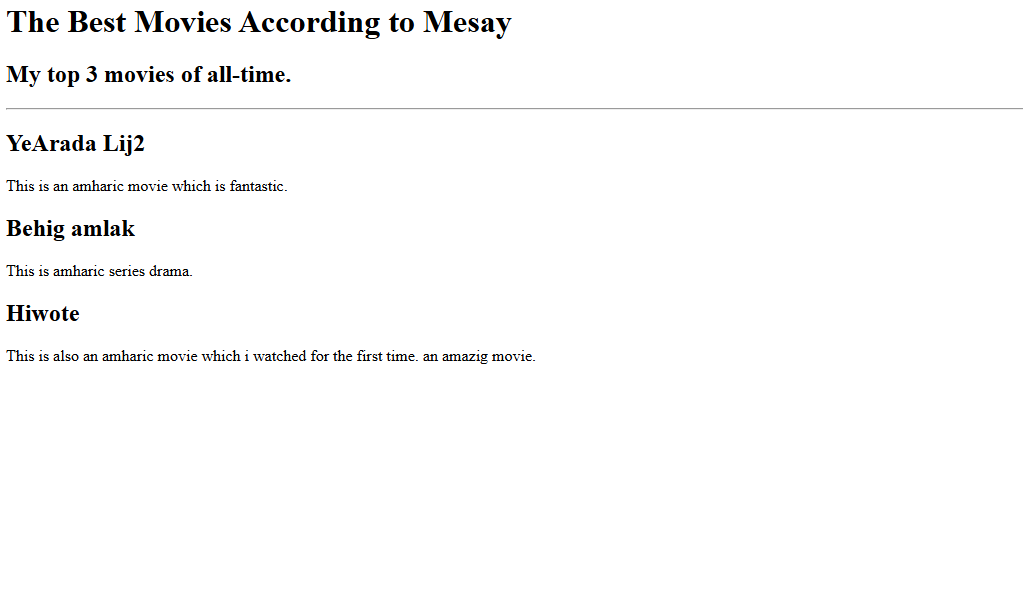 The Best Movies According to Mesay
My top 3 movies of all-time.
YeArada Lij2
This is an amharic movie which is fantastic.
Behig amlak
This is amharic series drama.
Hiwote
This is also an amharic movie which i watched for the first time. an amazig movie.